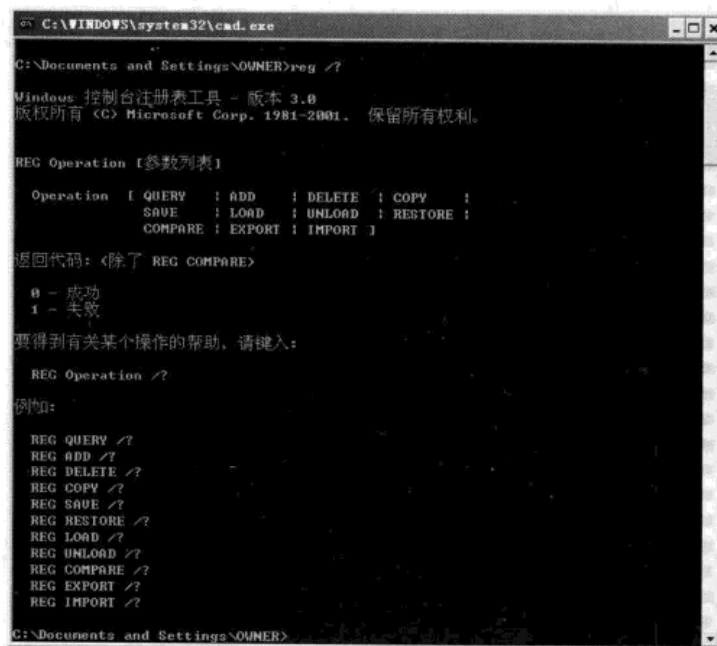 C:\WINDOWS\system32\cmd.exe
C:\Documents and Settings\OWNER>reg /?
Windows 控制台注册表工具 - 版本 3.0
版权所有 (C) Microsoft Corp. 1981-2001. 保留所有权利。
REG Operation [参数列表]
Operation [ QUERY | ADD | DELETE | COPY |
SAVE | LOAD | UNLOAD | RESTORE |
COMPARE | EXPORT | IMPORT ]
返回代码: (除了 REG COMPARE)
0 - 成功
1 - 失败
要得到有关某个操作的帮助，请键入:
REG Operation /?
例如:
REG QUERY /?
REG ADD /?
REG DELETE /?
REG COPY /?
REG SAVE /?
REG RESTORE /?
REG LOAD /?
REG UNLOAD /?
REG COMPARE /?
REG EXPORT /?
REG IMPORT /?
C:\Documents and Settings\OWNER>